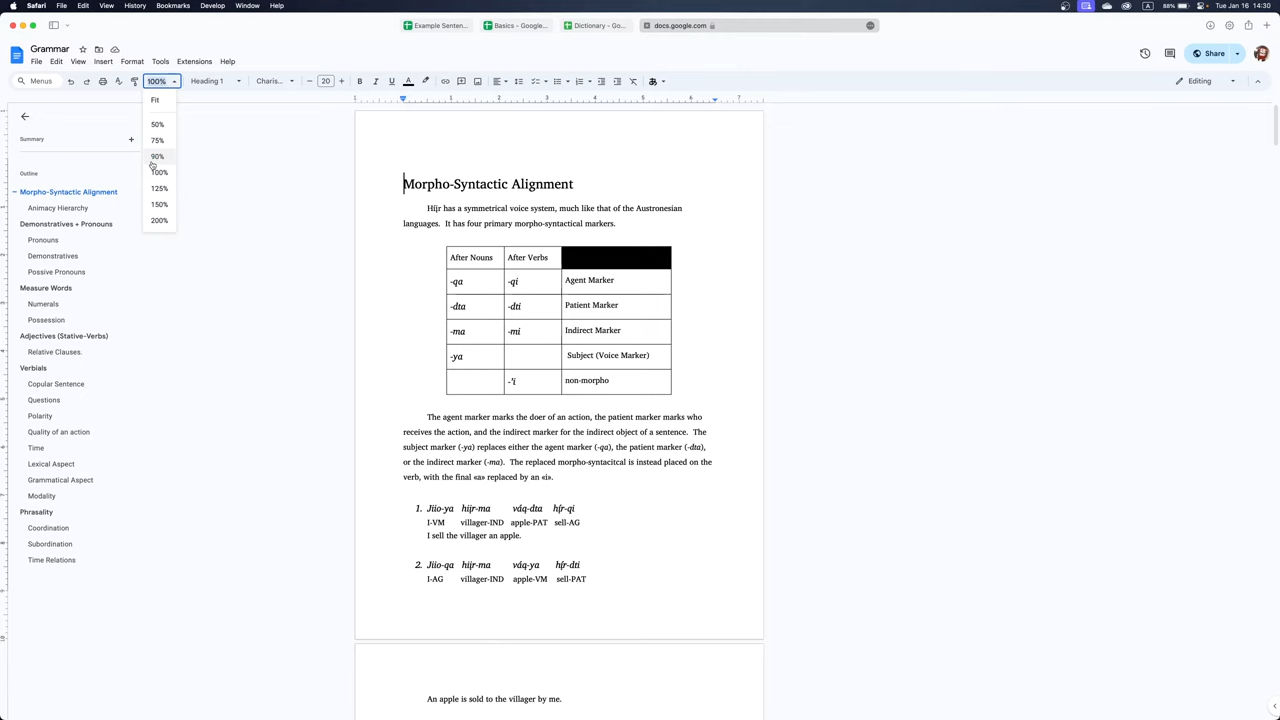 Safari File Edit View History Bookmarks Develop Window Help A 88% Tue Jan 16 14:30
Example Senten... Basics – Google... Dictionary – Go... docs.google.com
Grammar
File Edit View Insert Format Tools Extensions Help
Share
Menus 100% Heading 1 Charis... 20 Editing
1 1 2 3 4 5 6 7
Fit
50%
75%
90%
100%
125%
150%
200%
Summary
Outline
Morpho-Syntactic Alignment
Animacy Hierarchy
Demonstratives + Pronouns
Pronouns
Demonstratives
Possive Pronouns
Measure Words
Numerals
Possession
Adjectives (Stative-Verbs)
Relative Clauses.
Verbials
Copular Sentence
Questions
Polarity
Quality of an action
Time
Lexical Aspect
Grammatical Aspect
Modality
Phrasality
Coordination
Subordination
Time Relations
Morpho-Syntactic Alignment
has a symmetrical voice system, much like that of the Austronesian
languages. It has four primary morpho-syntactical markers.
After Nouns After Verbs
-qa -qi Agent Marker
-dta -dti Patient Marker
-ma -mi Indirect Marker
-ya Subject (Voice Marker)
-'i non-morpho
The agent marker marks the doer of an action, the patient marker marks who
receives the action, and the indirect marker for the indirect object of a sentence. The
subject marker (-ya) replaces either the agent marker (-qa), the patient marker (-dta),
or the indirect marker (-ma). The replaced morpho-syntacitcal is instead placed on the
verb, with the final «a» replaced by an «i».
1. Jiio-ya váq-dta
I-VM villager-IND apple-PAT sell-AG
I sell the villager an apple.
2. Jiio-qa váq-ya
I-AG villager-IND apple-VM sell-PAT
An apple is sold to the villager by me.